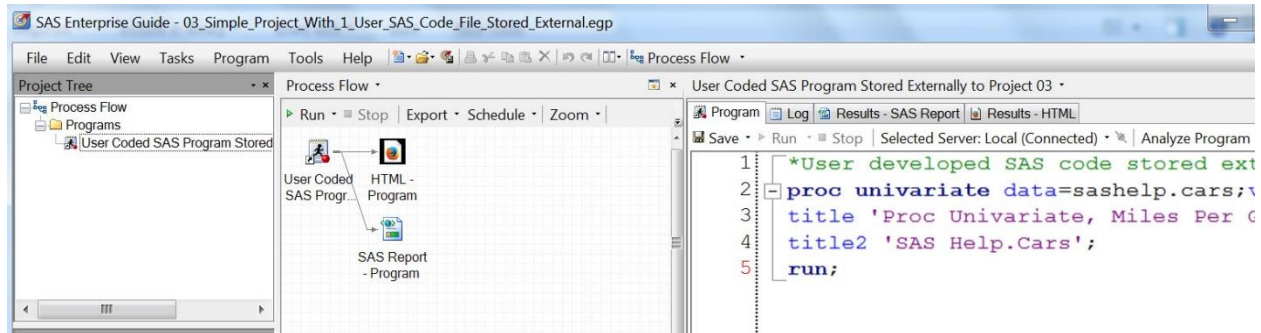 SAS Enterprise Guide - 03_Simple_Project_With_1_User_SAS_Code_File_Stored_External.egp
File Edit View Tasks Program Tools Help Process Flow
Project Tree
Process Flow
Programs
User Coded SAS Program Stored
Process Flow
Run Stop Export Schedule Zoom
User Coded SAS Progr...
HTML - Program
SAS Report - Program
User Coded SAS Program Stored Externally to Project 03
Program Log Results - SAS Report Results - HTML
Save Run Stop Selected Server: Local (Connected) Analyze Program
1 *User developed SAS code stored ext
2 proc univariate data=sashelp.cars;v
3 title 'Proc Univariate, Miles Per G
4 title2 'SAS Help.Cars';
5 run;